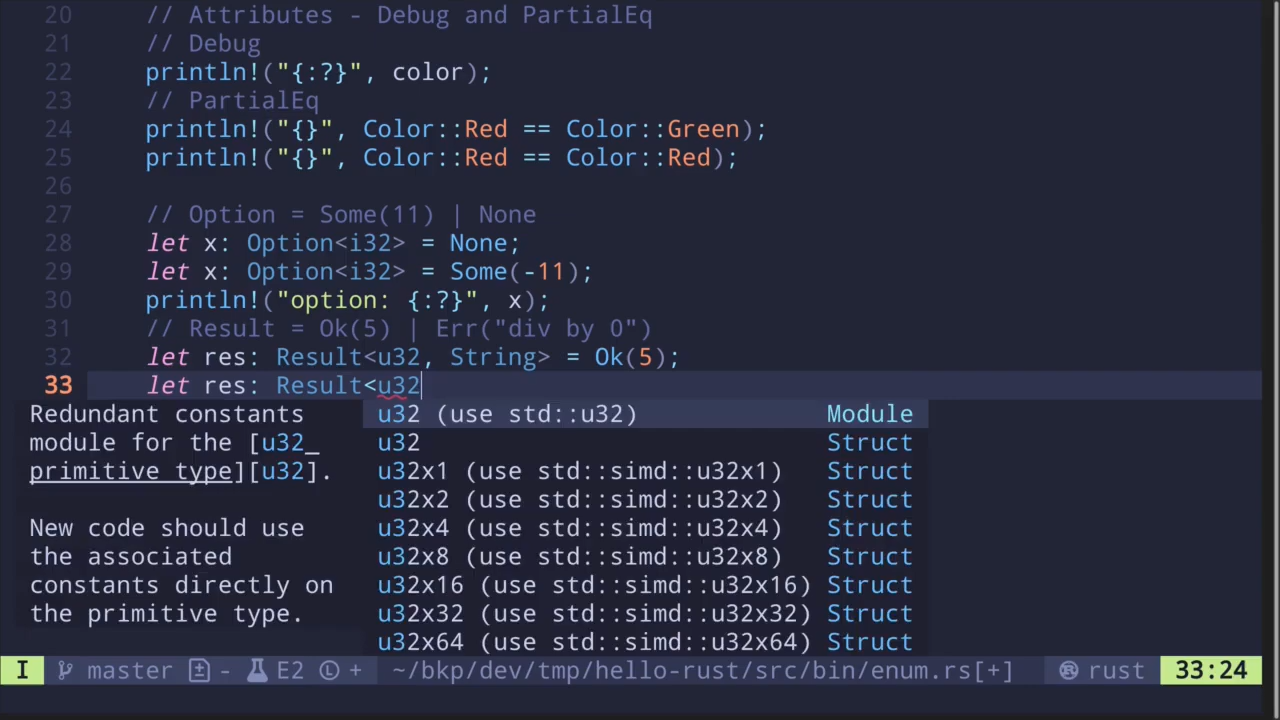 20 // Attributes - Debug and PartialEq
21 // Debug
22 println!("{:?}", color);
23 // PartialEq
24 println!("{}", Color::Red == Color::Green);
25 println!("{}", Color::Red == Color::Red);
26
27 // Option = Some(11) | None
28 let x: Option<i32> = None;
29 let x: Option<i32> = Some(-11);
30 println!("option: {:?}", x);
31 // Result = Ok(5) | Err("div by 0")
32 let res: Result<u32, String> = Ok(5);
33 let res: Result<u32
Redundant constants
module for the [u32_
primitive type][u32].
New code should use
the associated
constants directly on
the primitive type.
u32 (use std::u32) Module
u32 Struct
u32x1 (use std::simd::u32x1) Struct
u32x2 (use std::simd::u32x2) Struct
u32x4 (use std::simd::u32x4) Struct
u32x8 (use std::simd::u32x8) Struct
u32x16 (use std::simd::u32x16) Struct
u32x32 (use std::simd::u32x32) Struct
u32x64 (use std::simd::u32x64) Struct
I master - E2 L + ~/bkp/dev/tmp/hello-rust/src/bin/enum.rs[+] rust 33:24